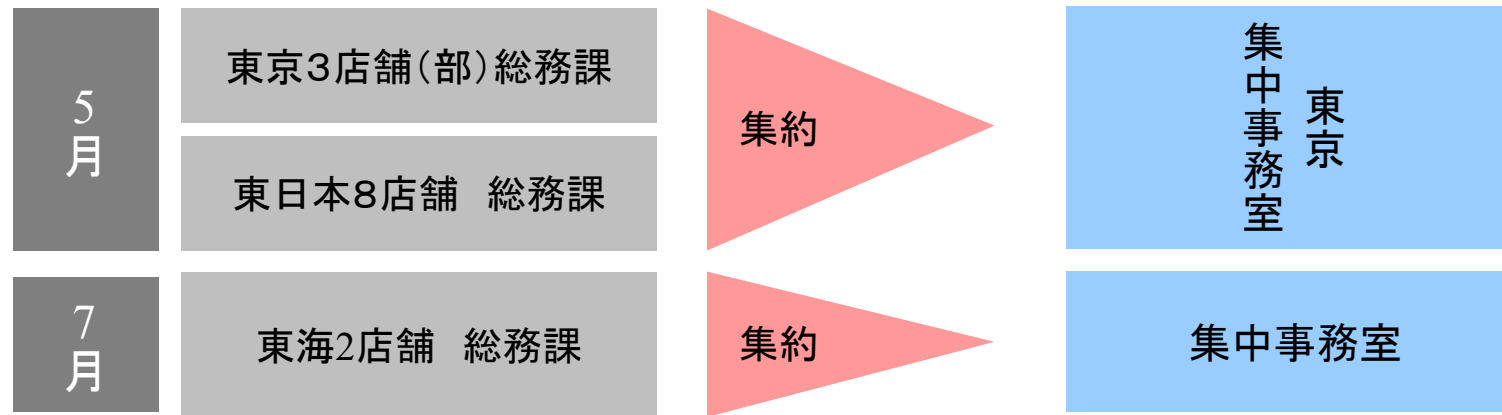 5月
東京3店舗(部)総務課
東日本8店舗　総務課
集約
東京
集中事務室
7月
東海2店舗　総務課
集約
集中事務室